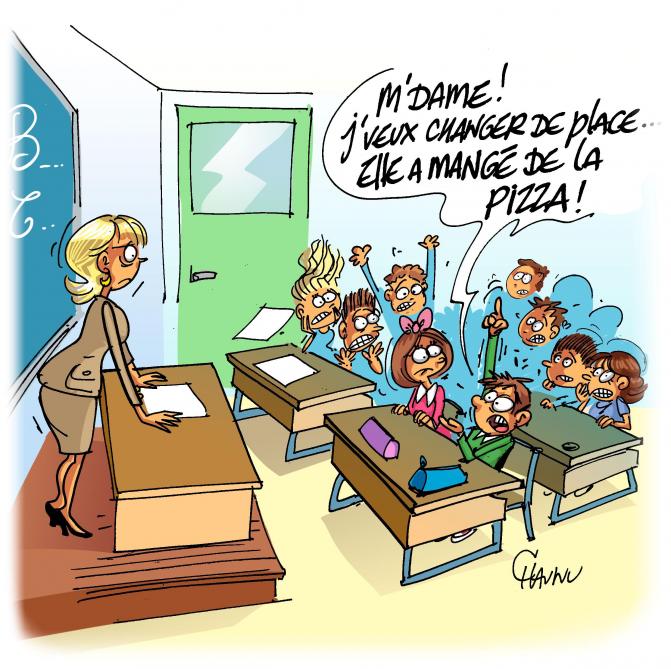 B...
M'DAME !
J'VEUX CHANGER DE PLACE...
ELLE A MANGÉ DE LA
PIZZA !
CHAUNU